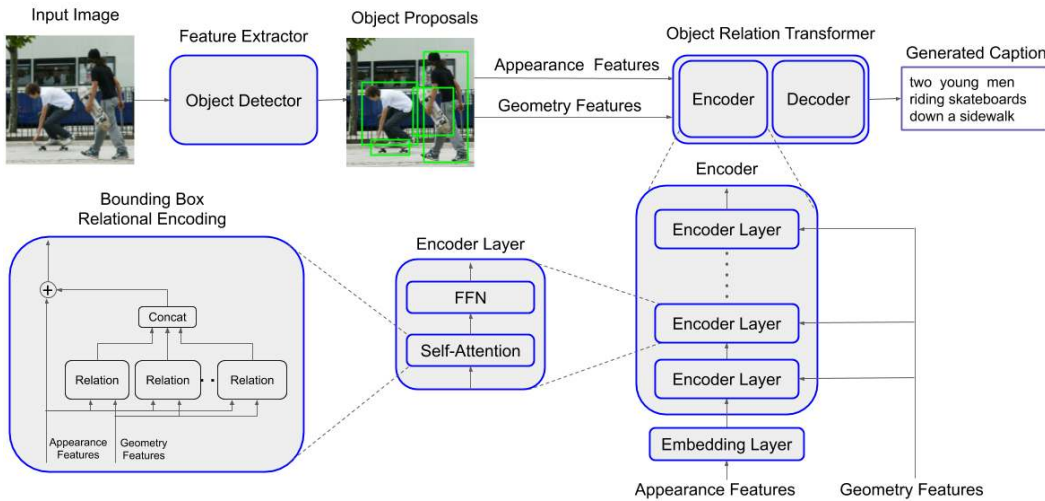 Input Image
Feature Extractor
Object Detector
Object Proposals
Appearance Features
Geometry Features
Object Relation Transformer
Encoder
Decoder
Generated Caption
two young men
riding skateboards
down a sidewalk
Bounding Box
Relational Encoding
Concat
Relation
Relation
Relation
Appearance
Features
Geometry
Features
Encoder Layer
FFN
Self-Attention
Encoder
Encoder Layer
Encoder Layer
Encoder Layer
Embedding Layer
Appearance Features
Geometry Features